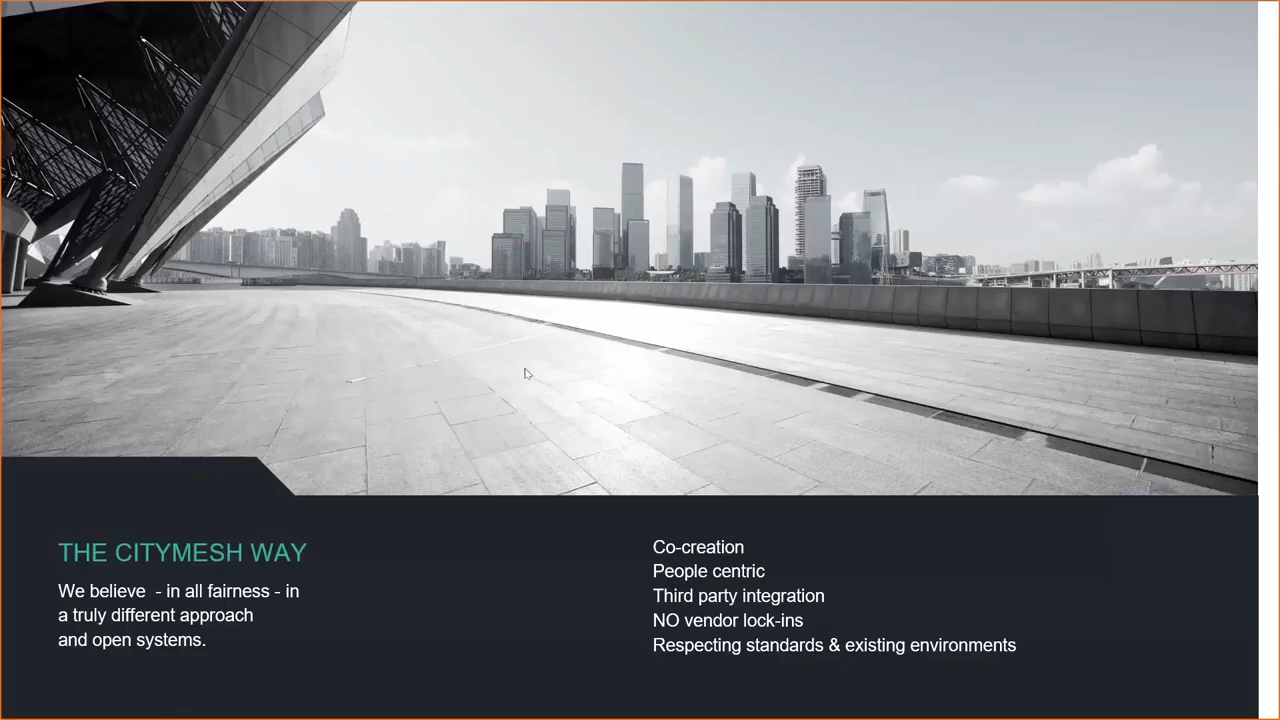 THE CITYMESH WAY
We believe - in all fairness - in
a truly different approach
and open systems.
Co-creation
People centric
Third party integration
NO vendor lock-ins
Respecting standards & existing environments